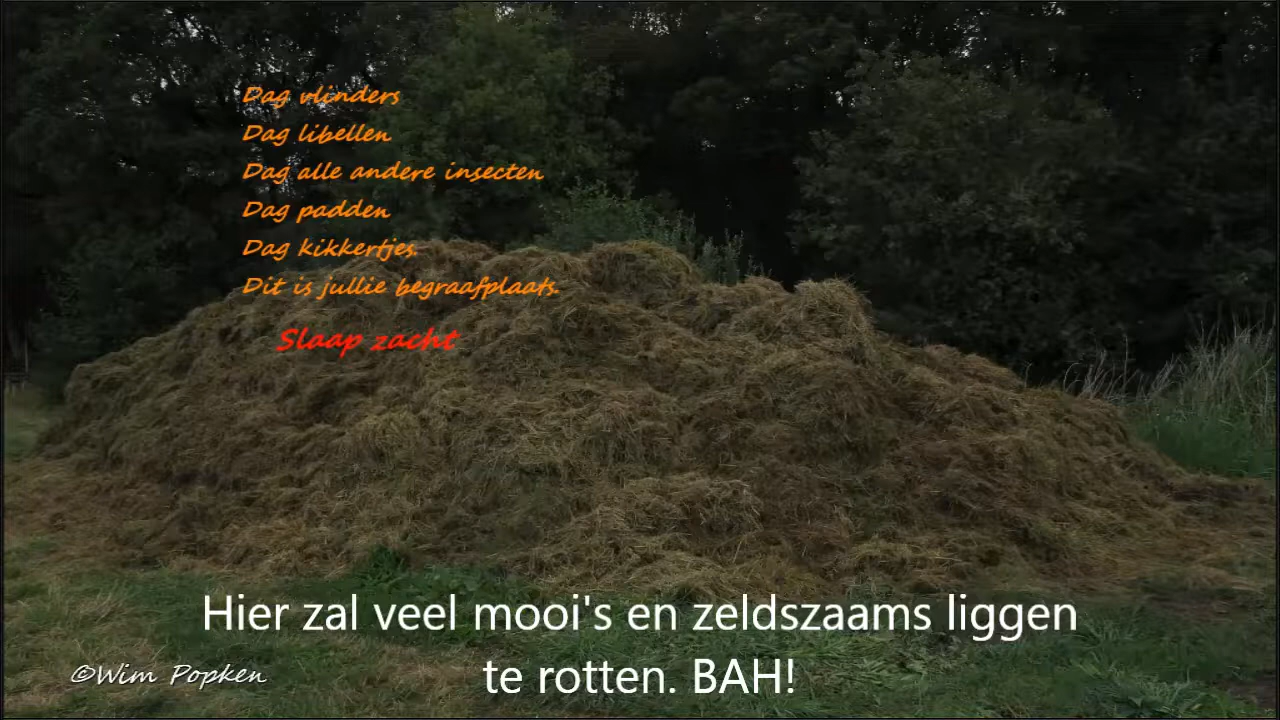 Dag vlinders
Dag libellen
Dag alle andere insecten
Dag padden
Dag kikkertjes.
Dit is jullie begraafplaats.
Slaap zacht
Hier zal veel mooi's en zeldszaams liggen
te rotten. BAH!
©Wim Popken